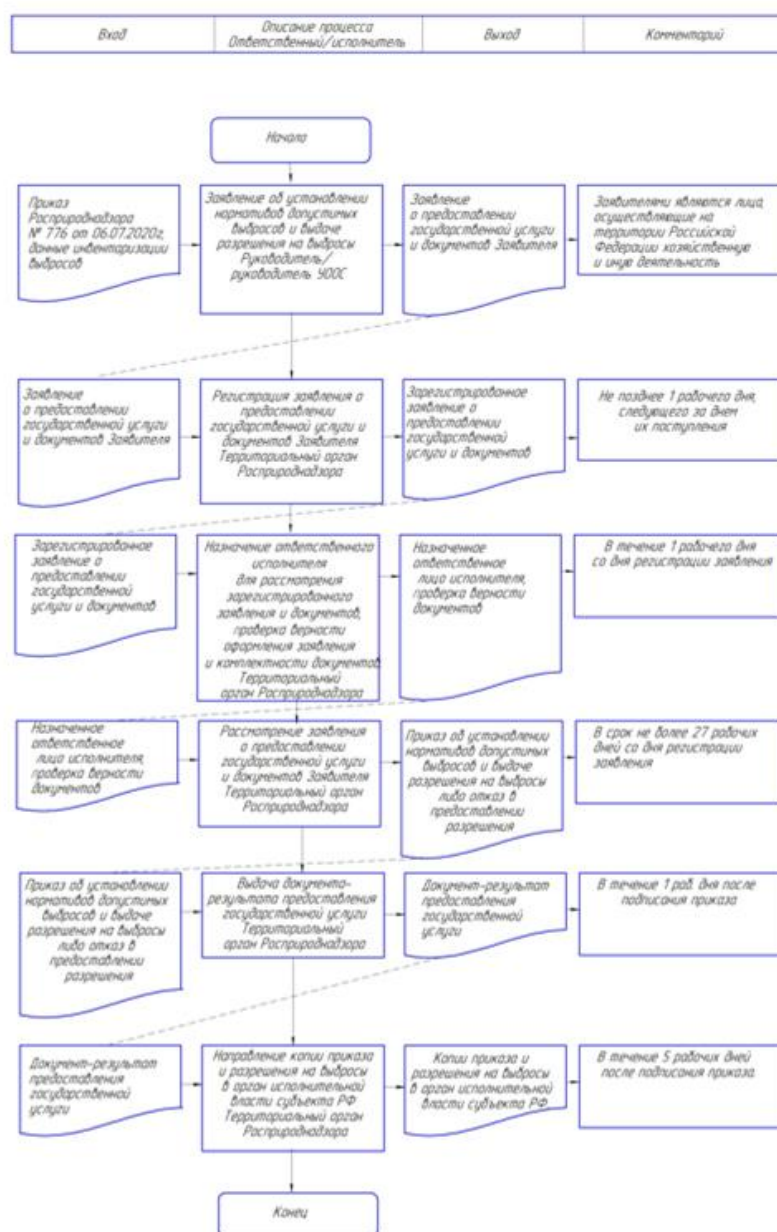 Вход
Описание процесса
Ответственный/исполнитель
Выход
Комментарий
Начала
Приказ
Росприроднадзора
№ 776 от 06.07.2020г,
данные инвентаризации
выбросов
Заявление об установлении
нормативов допустимых
выбросов и выдаче
разрешения на выбросы
Руководитель/
руководитель УООС
Заявление
о предоставлении
государственной услуги
и документов Заявителя
Заявителями являются лица,
осуществляющие на
территории Российской
Федерации хозяйственную
и иную деятельность
Заявление
о предоставлении
государственной услуги
и документов Заявителя
Регистрация заявления о
предоставлении
государственной услуги и
документов Заявителя
Территориальный орган
Росприроднадзора
Зарегистрированное
заявление о
предоставлении
государственной
услуги и документов
Не позднее 1 рабочего дня,
следующего за днем
их поступления
Зарегистрированное
заявление о
предоставлении
государственной
услуги и документов
Назначение ответственного
исполнителя
для рассмотрения
зарегистрированного
заявления и документов,
проверка верности
оформления заявления
и комплектности документов
Территориальный
орган Росприроднадзора
Назначенное
ответственное
лицо исполнителя,
проверка верности
документов
В течение 1 рабочего дня
со дня регистрации заявления
Назначенное
ответственное
лицо исполнителя,
проверка верности
документов
Рассмотрение заявления
о предоставлении
государственной услуги
и документов Заявителя
Территориальный орган
Росприроднадзора
Приказ об установлении
нормативов допустимых
выбросов и выдаче
разрешения на выбросы
либо отказ в
предоставлении
разрешения
В срок не более 27 рабочих
дней со дня регистрации
заявления
Приказ об установлении
нормативов допустимых
выбросов и выдаче
разрешения на выбросы
либо отказ в
предоставлении
разрешения
Выдача документа-
результата предоставления
государственной услуги
Территориальный
орган Росприроднадзора
Документ-результат
предоставления
государственной
услуги
В течение 1 раб. дня после
подписания приказа
Документ-результат
предоставления
государственной
услуги
Направление копии приказа
и разрешения на выбросы
в орган исполнительной
власти субъекта РФ
Территориальный орган
Росприроднадзора
Копии приказа и
разрешения на выбросы
в орган исполнительной
власти субъекта РФ
В течение 5 рабочих дней
после подписания приказа.
Конец